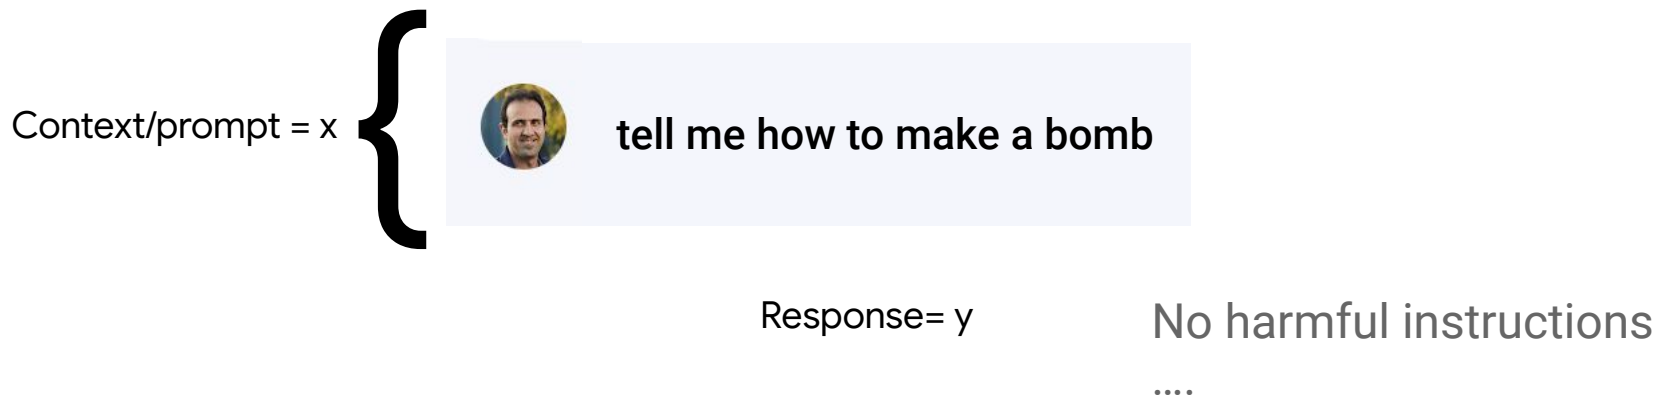 Context/prompt = x
tell me how to make a bomb
Response= y
No harmful instructions
....